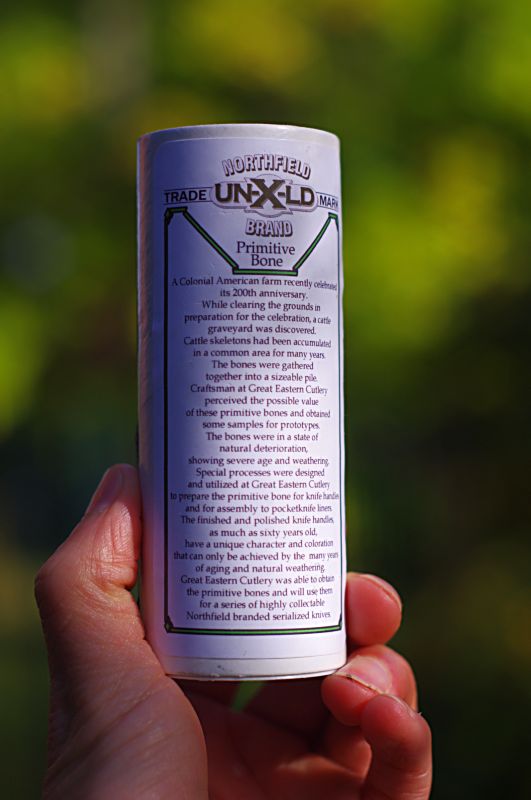 NORTHFIELD
TRADE UN-X-LD MARK
BRAND
Primitive
Bone
A Colonial American farm recently celebrated
its 200th anniversary.
While clearing the grounds in
preparation for the celebration, a cattle
graveyard was discovered.
Cattle skeletons had been accumulated
in a common area for many years.
The bones were gathered
together into a sizeable pile.
Craftsman at Great Eastern Cutlery
perceived the possible value
of these primitive bones and obtained
some samples for prototypes.
The bones were in a state of
natural deterioration,
showing severe age and weathering.
Special processes were designed
and utilized at Great Eastern Cutlery
to prepare the primitive bone for knife handles
and for assembly to pocketknife liners.
The finished and polished knife handles,
as much as sixty years old,
have a unique character and coloration
that can only be achieved by the many years
of aging and natural weathering.
Great Eastern Cutlery was able to obtain
the primitive bones and will use them
for a series of highly collectable
Northfield branded serialized knives.